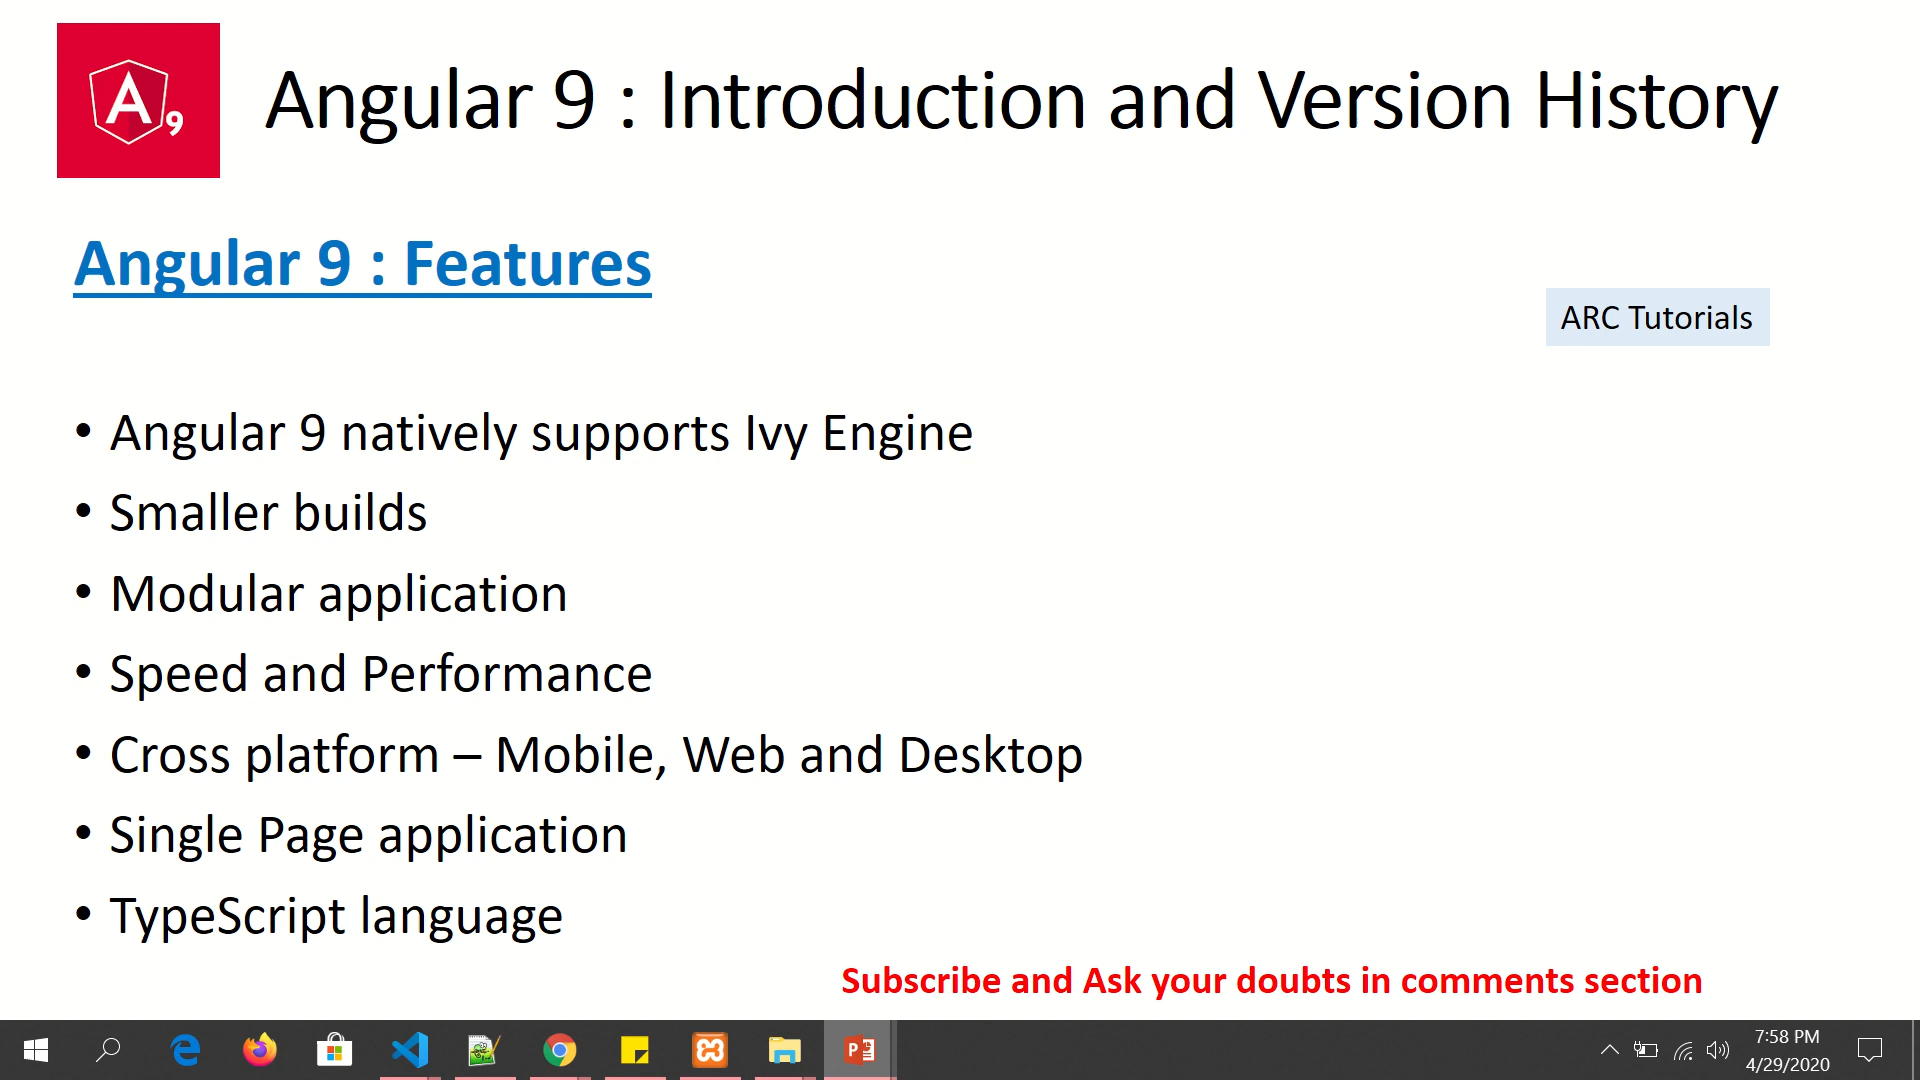 A9
Angular 9 : Introduction and Version History
Angular 9 : Features
ARC Tutorials
• Angular 9 natively supports Ivy Engine
• Smaller builds
• Modular application
• Speed and Performance
• Cross platform – Mobile, Web and Desktop
• Single Page application
• TypeScript language
Subscribe and Ask your doubts in comments section
7:58 PM
4/29/2020